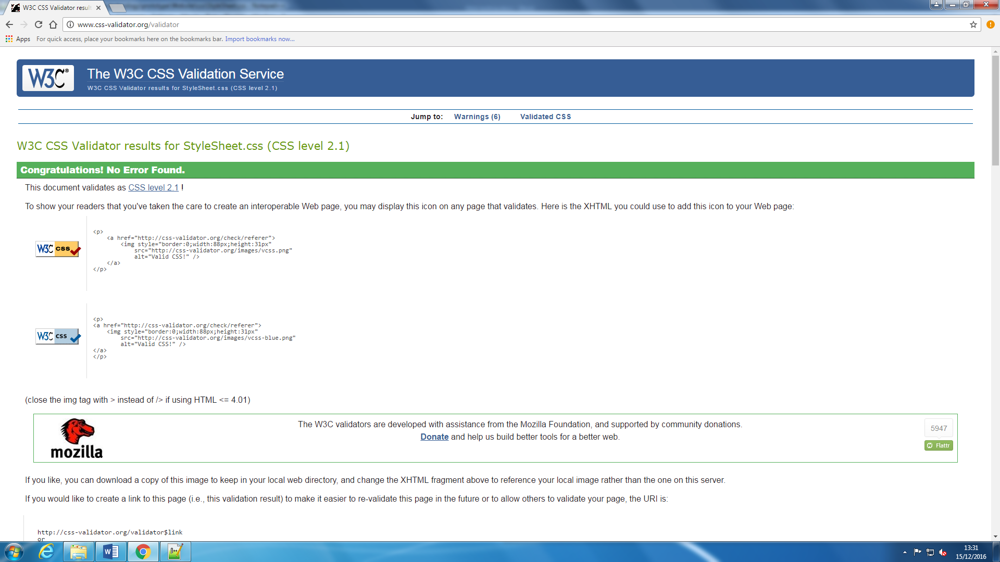 W3C CSS Validator result
www.css-validator.org/validator
Apps For quick access, place your bookmarks here on the bookmarks bar. Import bookmarks now...
W3C®
The W3C CSS Validation Service
W3C CSS Validator results for StyleSheet.css (CSS level 2.1)
Jump to: Warnings (6) Validated CSS
W3C CSS Validator results for StyleSheet.css (CSS level 2.1)
Congratulations! No Error Found.
This document validates as CSS level 2.1 !
To show your readers that you've taken the care to create an interoperable Web page, you may display this icon on any page that validates. Here is the XHTML you could use to add this icon to your Web page:
W3C css
<p>
<a href="http://css-validator.org/check/referer">
<img style="border:0;width:88px;height:31px"
src="http://css-validator.org/images/vcss.png"
alt="Valid CSS!" />
</a>
</p>
W3C css
<p>
<a href="http://css-validator.org/check/referer">
<img style="border:0;width:88px;height:31px"
src="http://css-validator.org/images/vcss-blue.png"
alt="Valid CSS!" />
</a>
</p>
(close the img tag with > instead of /> if using HTML <= 4.01)
mozilla
The W3C validators are developed with assistance from the Mozilla Foundation, and supported by community donations.
Donate and help us build better tools for a better web.
5947
Flattr
If you like, you can download a copy of this image to keep in your local web directory, and change the XHTML fragment above to reference your local image rather than the one on this server.
If you would like to create a link to this page (i.e., this validation result) to make it easier to re-validate this page in the future or to allow others to validate your page, the URI is:
http://css-validator.org/validator$link
or
13:31
15/12/2016